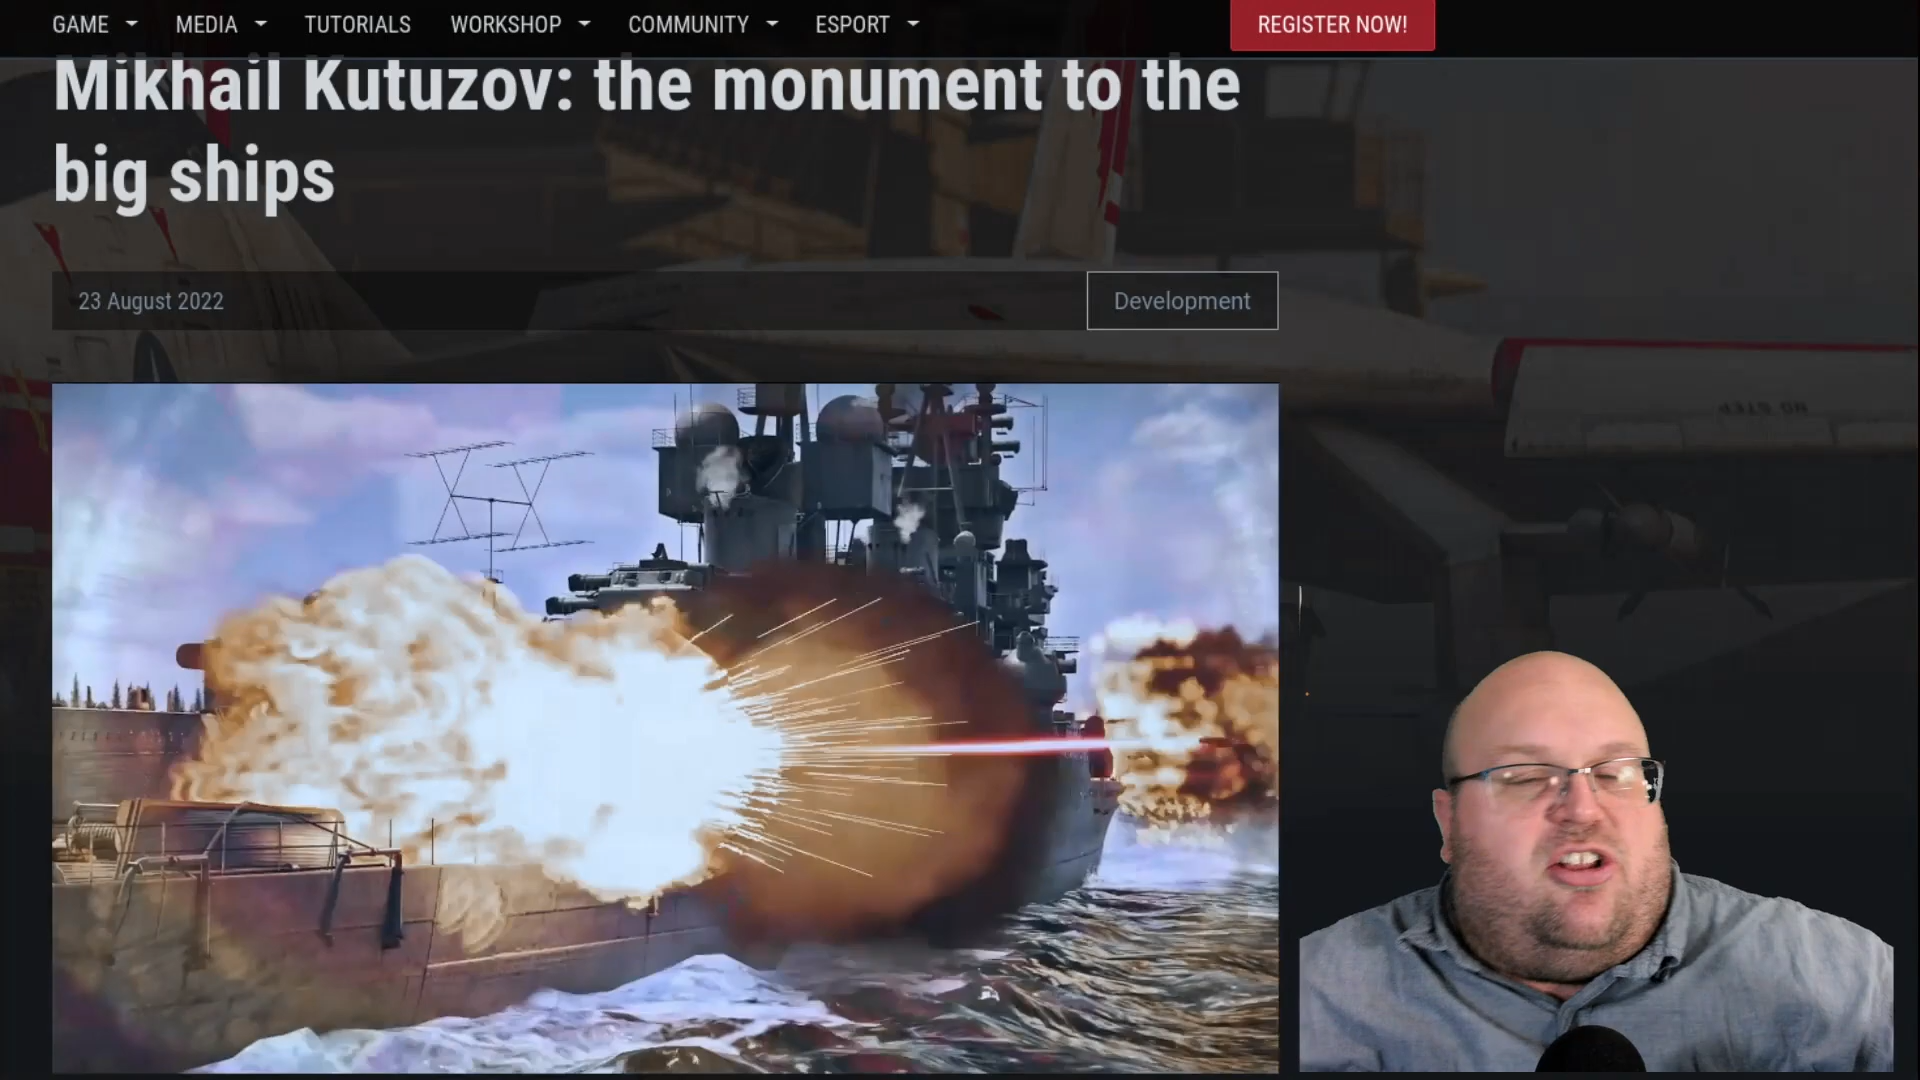 GAME MEDIA TUTORIALS WORKSHOP COMMUNITY ESPORT REGISTER NOW!
Mikhail Kutuzov: the monument to the
big ships
23 August 2022 Development